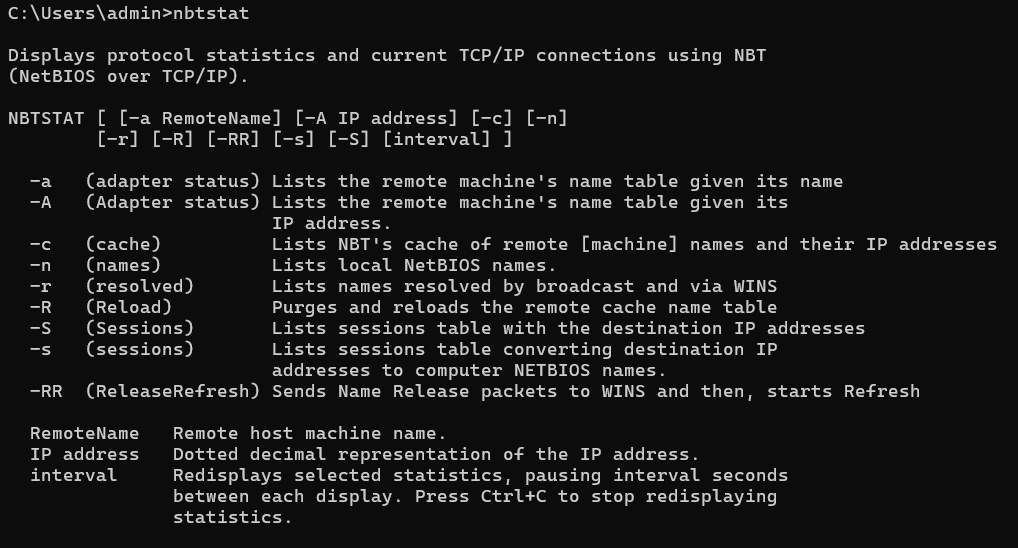 C:\Users\admin>nbtstat

Displays protocol statistics and current TCP/IP connections using NBT
(NetBIOS over TCP/IP).

NBTSTAT [ [-a RemoteName] [-A IP address] [-c] [-n]
        [-r] [-R] [-RR] [-s] [-S] [interval] ]

  -a   (adapter status) Lists the remote machine's name table given its name
  -A   (Adapter status) Lists the remote machine's name table given its
                        IP address.
  -c   (cache)          Lists NBT's cache of remote [machine] names and their IP addresses
  -n   (names)          Lists local NetBIOS names.
  -r   (resolved)       Lists names resolved by broadcast and via WINS
  -R   (Reload)         Purges and reloads the remote cache name table
  -S   (Sessions)       Lists sessions table with the destination IP addresses
  -s   (sessions)       Lists sessions table converting destination IP
                        addresses to computer NETBIOS names.
  -RR  (ReleaseRefresh) Sends Name Release packets to WINS and then, starts Refresh

  RemoteName   Remote host machine name.
  IP address   Dotted decimal representation of the IP address.
  interval     Redisplays selected statistics, pausing interval seconds
               between each display. Press Ctrl+C to stop redisplaying
               statistics.